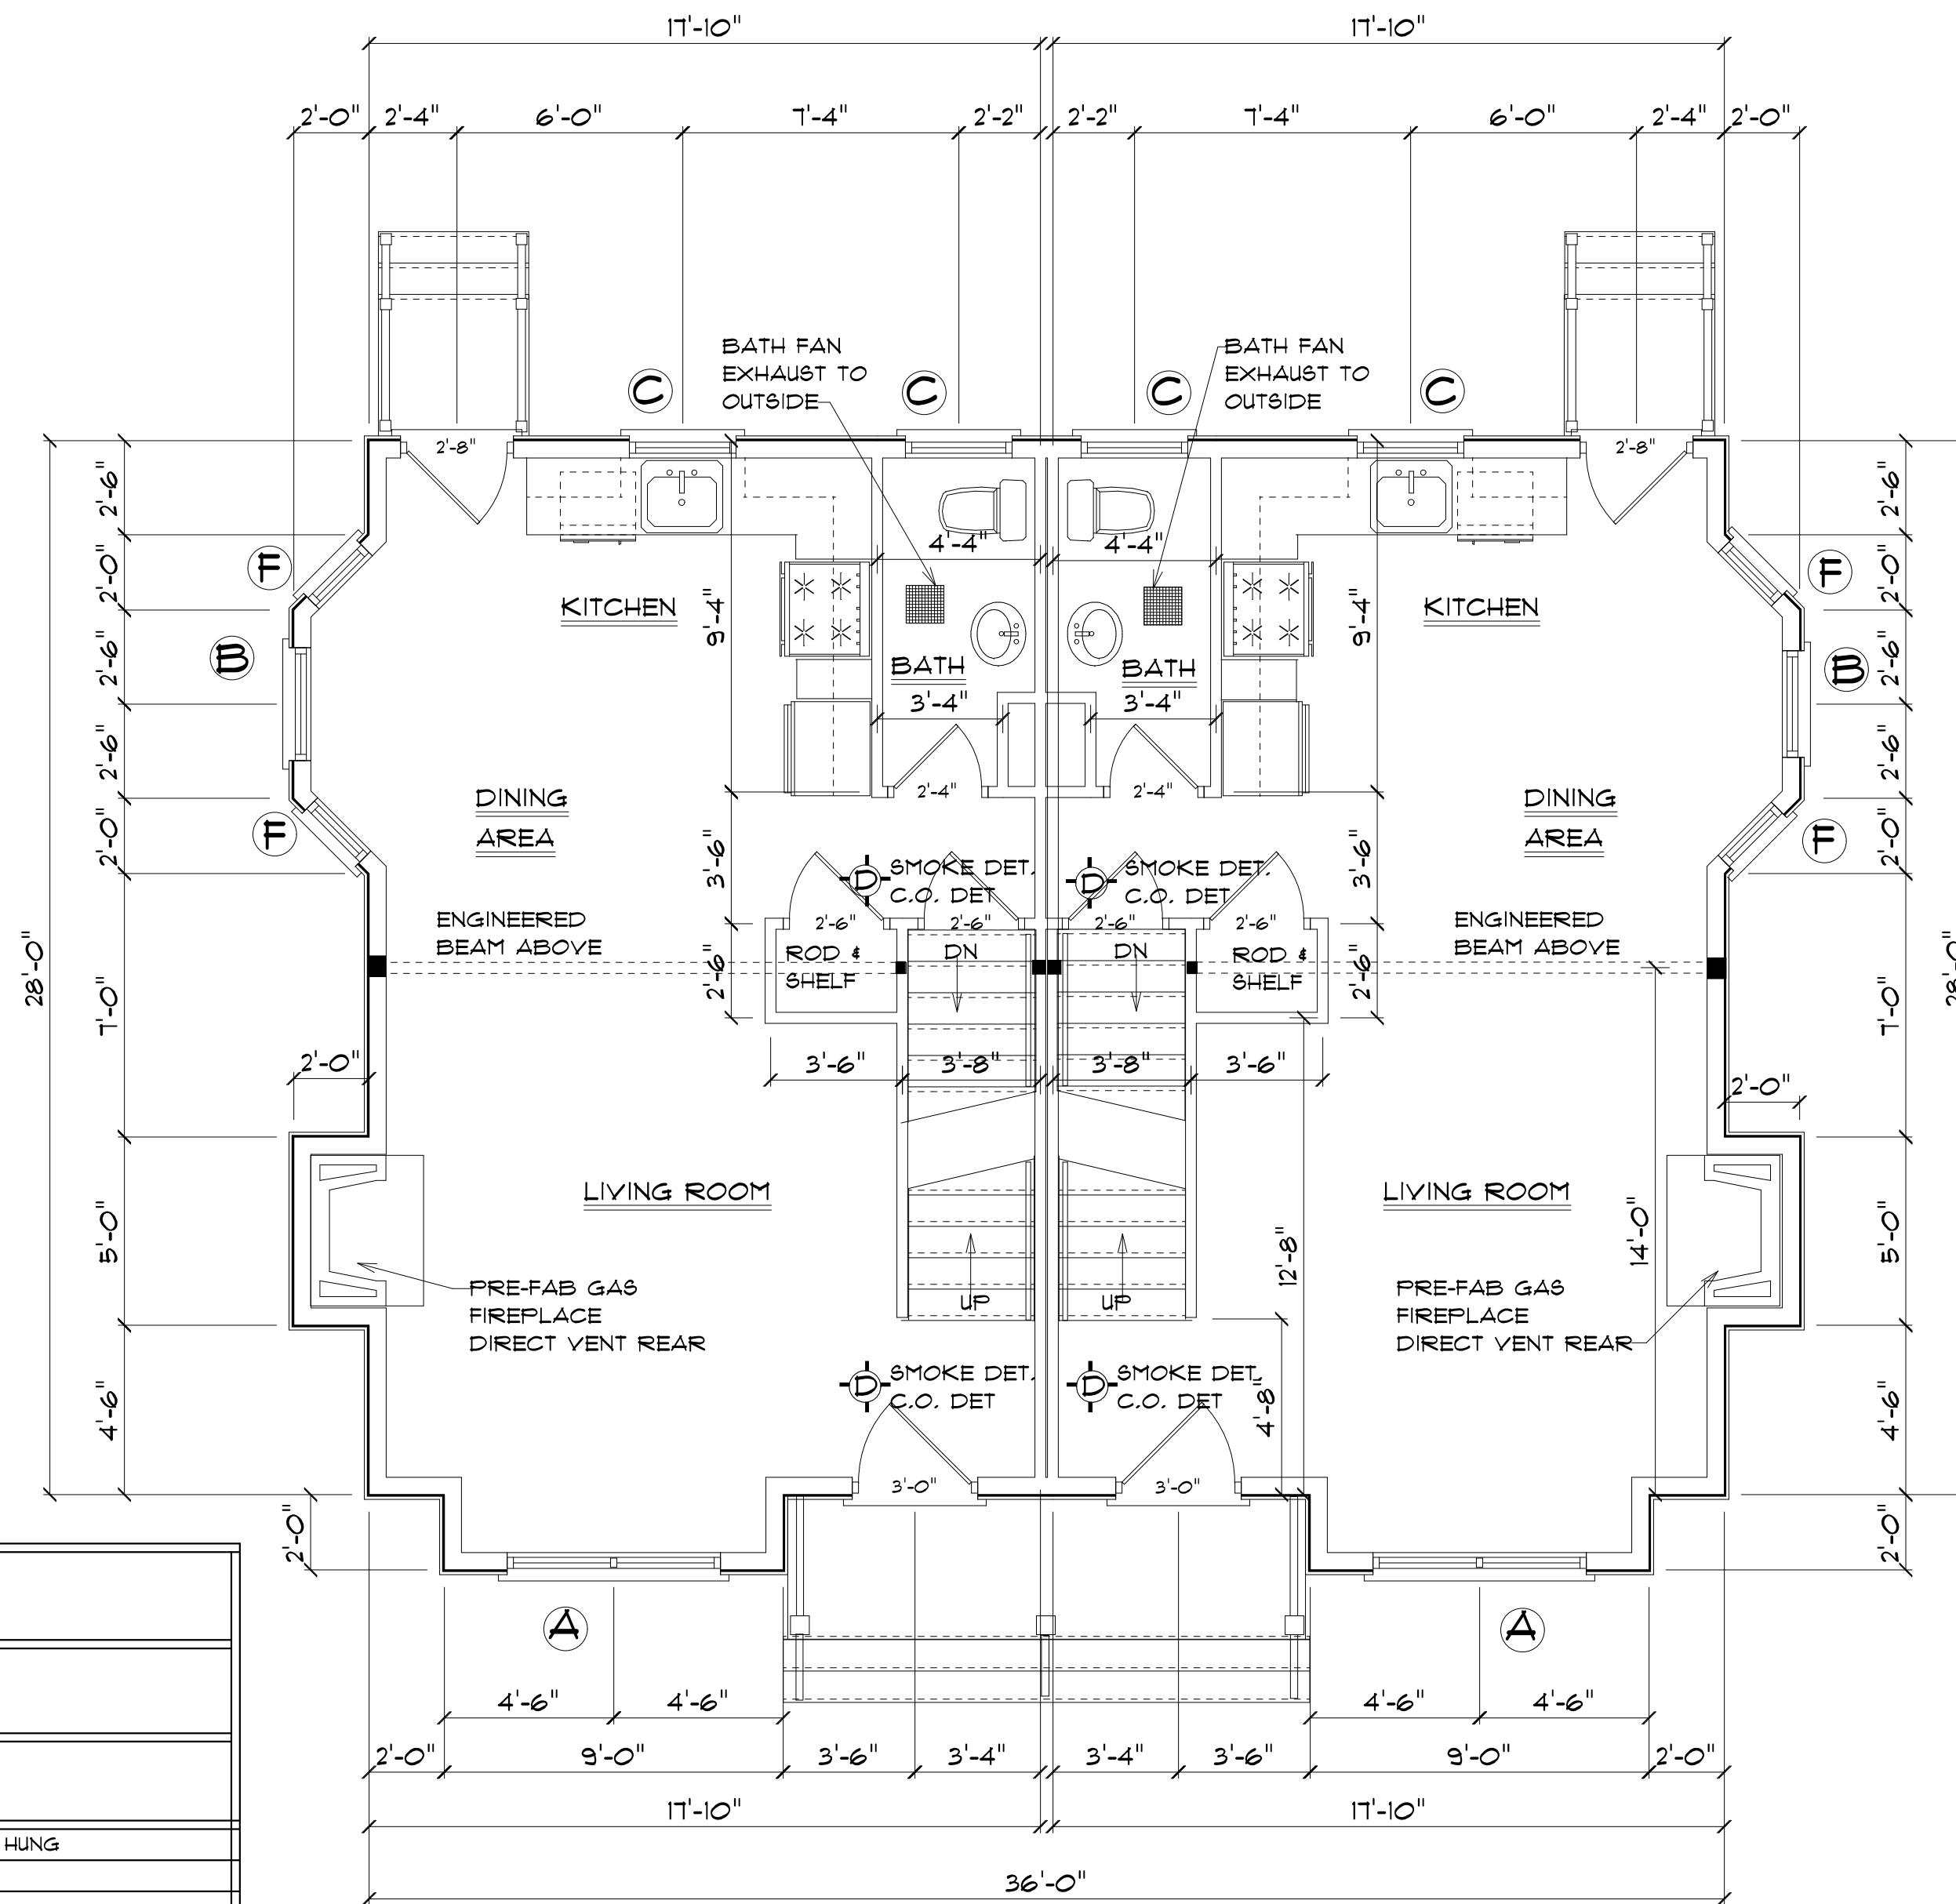 17'-10" 17'-10"
2'-0" 2'-4" 6'-0" 7'-4" 2'-2" 2'-2" 7'-4" 6'-0" 2'-4" 2'-0"
BATH FAN
EXHAUST TO
OUTSIDE
BATH FAN
EXHAUST TO
OUTSIDE
C C C C
2'-8" 2'-8"
2'-6" 2'-6"
4'-4" 4'-4"
F F
2'-0" 2'-0"
KITCHEN KITCHEN
9'-4" 9'-4"
B B
BATH BATH
2'-6" 2'-6"
3'-4" 3'-4"
2'-6" 2'-6"
2'-4" 2'-4"
DINING
AREA
DINING
AREA
F F
2'-0" 2'-0"
3'-6" 3'-6"
D SMOKE DET.
C.O. DET
D SMOKE DET.
C.O. DET
ENGINEERED
BEAM ABOVE
ENGINEERED
BEAM ABOVE
2'-6" 2'-6" 2'-6" 2'-6"
ROD &
SHELF
DN DN
ROD &
SHELF
28'-0" 28'-0"
2'-6" 2'-6"
7'-0" 7'-0"
2'-0" 3'-6" 3'-8" 3'-8" 3'-6" 2'-0"
LIVING ROOM LIVING ROOM
5'-0" 12'-8" 14'-0" 5'-0"
PRE-FAB GAS
FIREPLACE
DIRECT VENT REAR
UP UP
PRE-FAB GAS
FIREPLACE
DIRECT VENT REAR
D SMOKE DET.
C.O. DET
D SMOKE DET.
C.O. DET
4'-6" 4'-8" 4'-6"
3'-0" 3'-0"
2'-0" 2'-0"
A A
4'-6" 4'-6" 4'-6" 4'-6"
2'-0" 9'-0" 3'-6" 3'-4" 3'-4" 3'-6" 9'-0" 2'-0"
17'-10" 17'-10"
HUNG
36'-0"